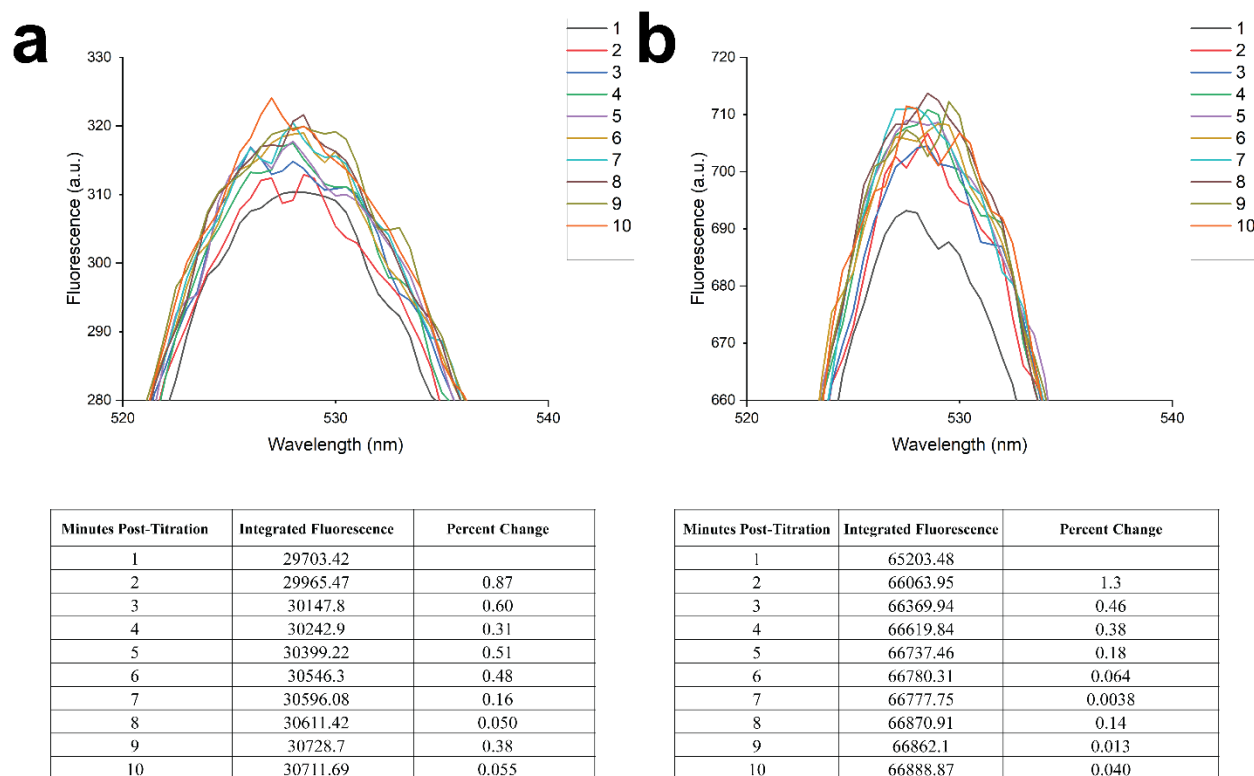 a
330
320
310
300
290
280
520
530
540
Fluorescence (a.u.)
Wavelength (nm)
1
2
3
4
5
6
7
8
9
10
b
720
710
700
690
680
670
660
520
530
540
Fluorescence (a.u.)
Wavelength (nm)
1
2
3
4
5
6
7
8
9
10
Minutes Post-Titration Integrated Fluorescence Percent Change
1 29703.42
2 29965.47 0.87
3 30147.8 0.60
4 30242.9 0.31
5 30399.22 0.51
6 30546.3 0.48
7 30596.08 0.16
8 30611.42 0.050
9 30728.7 0.38
10 30711.69 0.055
Minutes Post-Titration Integrated Fluorescence Percent Change
1 65203.48
2 66063.95 1.3
3 66369.94 0.46
4 66619.84 0.38
5 66737.46 0.18
6 66780.31 0.064
7 66777.75 0.0038
8 66870.91 0.14
9 66862.1 0.013
10 66888.87 0.040